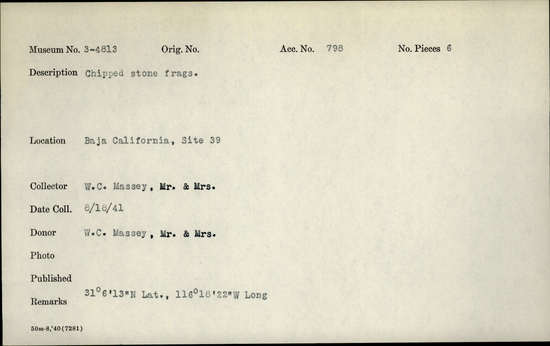 Museum No. 3-4813 Orig. No. Acc. No. 798 No. Pieces 6
Description Chipped stone frags.
Location Baja California, Site 39
Collector W.C. Massey, Mr. & Mrs.
Date Coll. 8/18/41
Donor W.C. Massey, Mr. & Mrs.
Photo
Published
Remarks 31°6'13"N Lat., 116°18'22"W Long
50m-8,'40(7281)